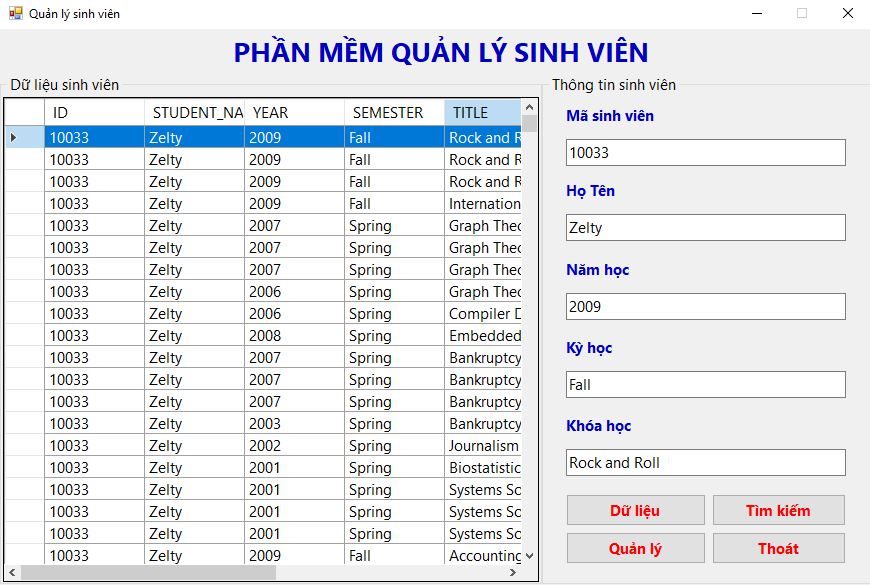 Quản lý sinh viên
PHẦN MỀM QUẢN LÝ SINH VIÊN
Dữ liệu sinh viên
ID STUDENT_NA YEAR SEMESTER TITLE
10033 Zelty 2009 Fall Rock and R
10033 Zelty 2009 Fall Rock and R
10033 Zelty 2009 Fall Rock and R
10033 Zelty 2009 Fall Internation
10033 Zelty 2007 Spring Graph Theo
10033 Zelty 2007 Spring Graph Theo
10033 Zelty 2007 Spring Graph Theo
10033 Zelty 2006 Spring Graph Theo
10033 Zelty 2006 Spring Compiler D
10033 Zelty 2008 Spring Embedded
10033 Zelty 2007 Spring Bankruptcy
10033 Zelty 2007 Spring Bankruptcy
10033 Zelty 2007 Spring Bankruptcy
10033 Zelty 2003 Spring Bankruptcy
10033 Zelty 2002 Spring Journalism
10033 Zelty 2001 Spring Biostatistic
10033 Zelty 2001 Spring Systems So
10033 Zelty 2001 Spring Systems So
10033 Zelty 2001 Spring Systems So
10033 Zelty 2009 Fall Accounting
Thông tin sinh viên
Mã sinh viên
10033
Họ Tên
Zelty
Năm học
2009
Kỳ học
Fall
Khóa học
Rock and Roll
Dữ liệu Tìm kiếm
Quản lý Thoát